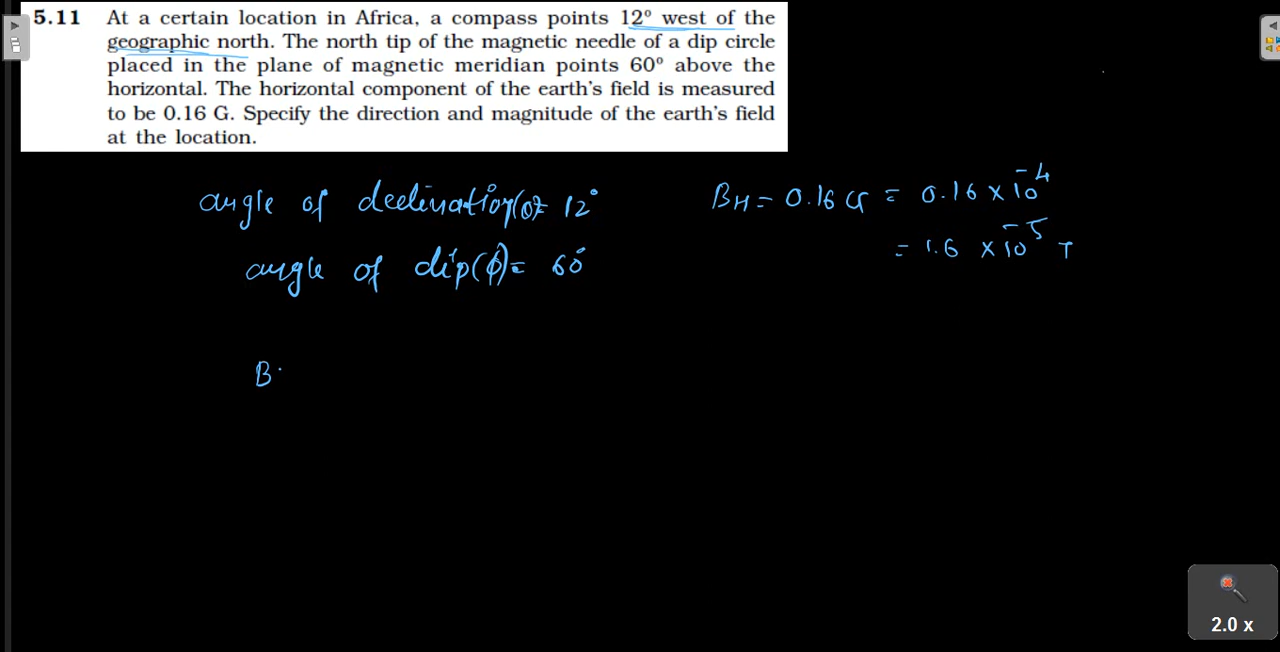 5.11 At a certain location in Africa, a compass points 12º west of the
geographic north. The north tip of the magnetic needle of a dip circle
placed in the plane of magnetic meridian points 60º above the
horizontal. The horizontal component of the earth's field is measured
to be 0.16 G. Specify the direction and magnitude of the earth's field
at the location.
angle of declination(θ)= 12°
BH = 0.16 G = 0.16 × 10⁻⁴
= 1.6 × 10⁻⁵ T
angle of dip(ϕ)= 60°
B
2.0 x